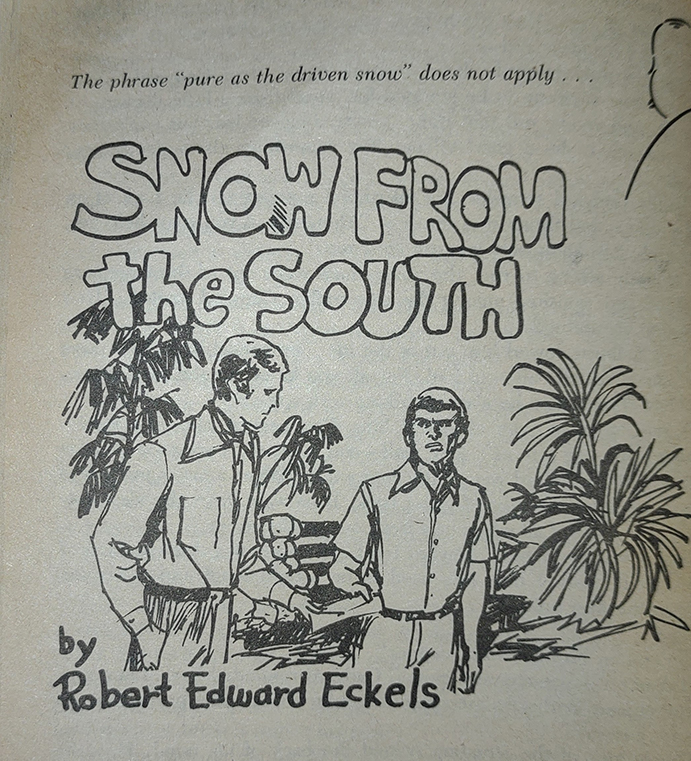 The phrase “pure as the driven snow” does not apply . . .
SNOW FROM
the SOUTH
by
Robert Edward Eckels